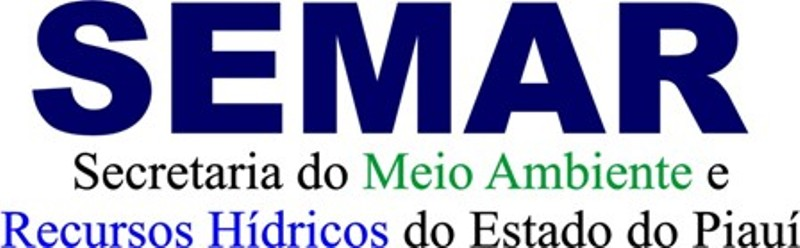 SEMAR
Secretaria do Meio Ambiente e
Recursos Hídricos do Estado do Piauí